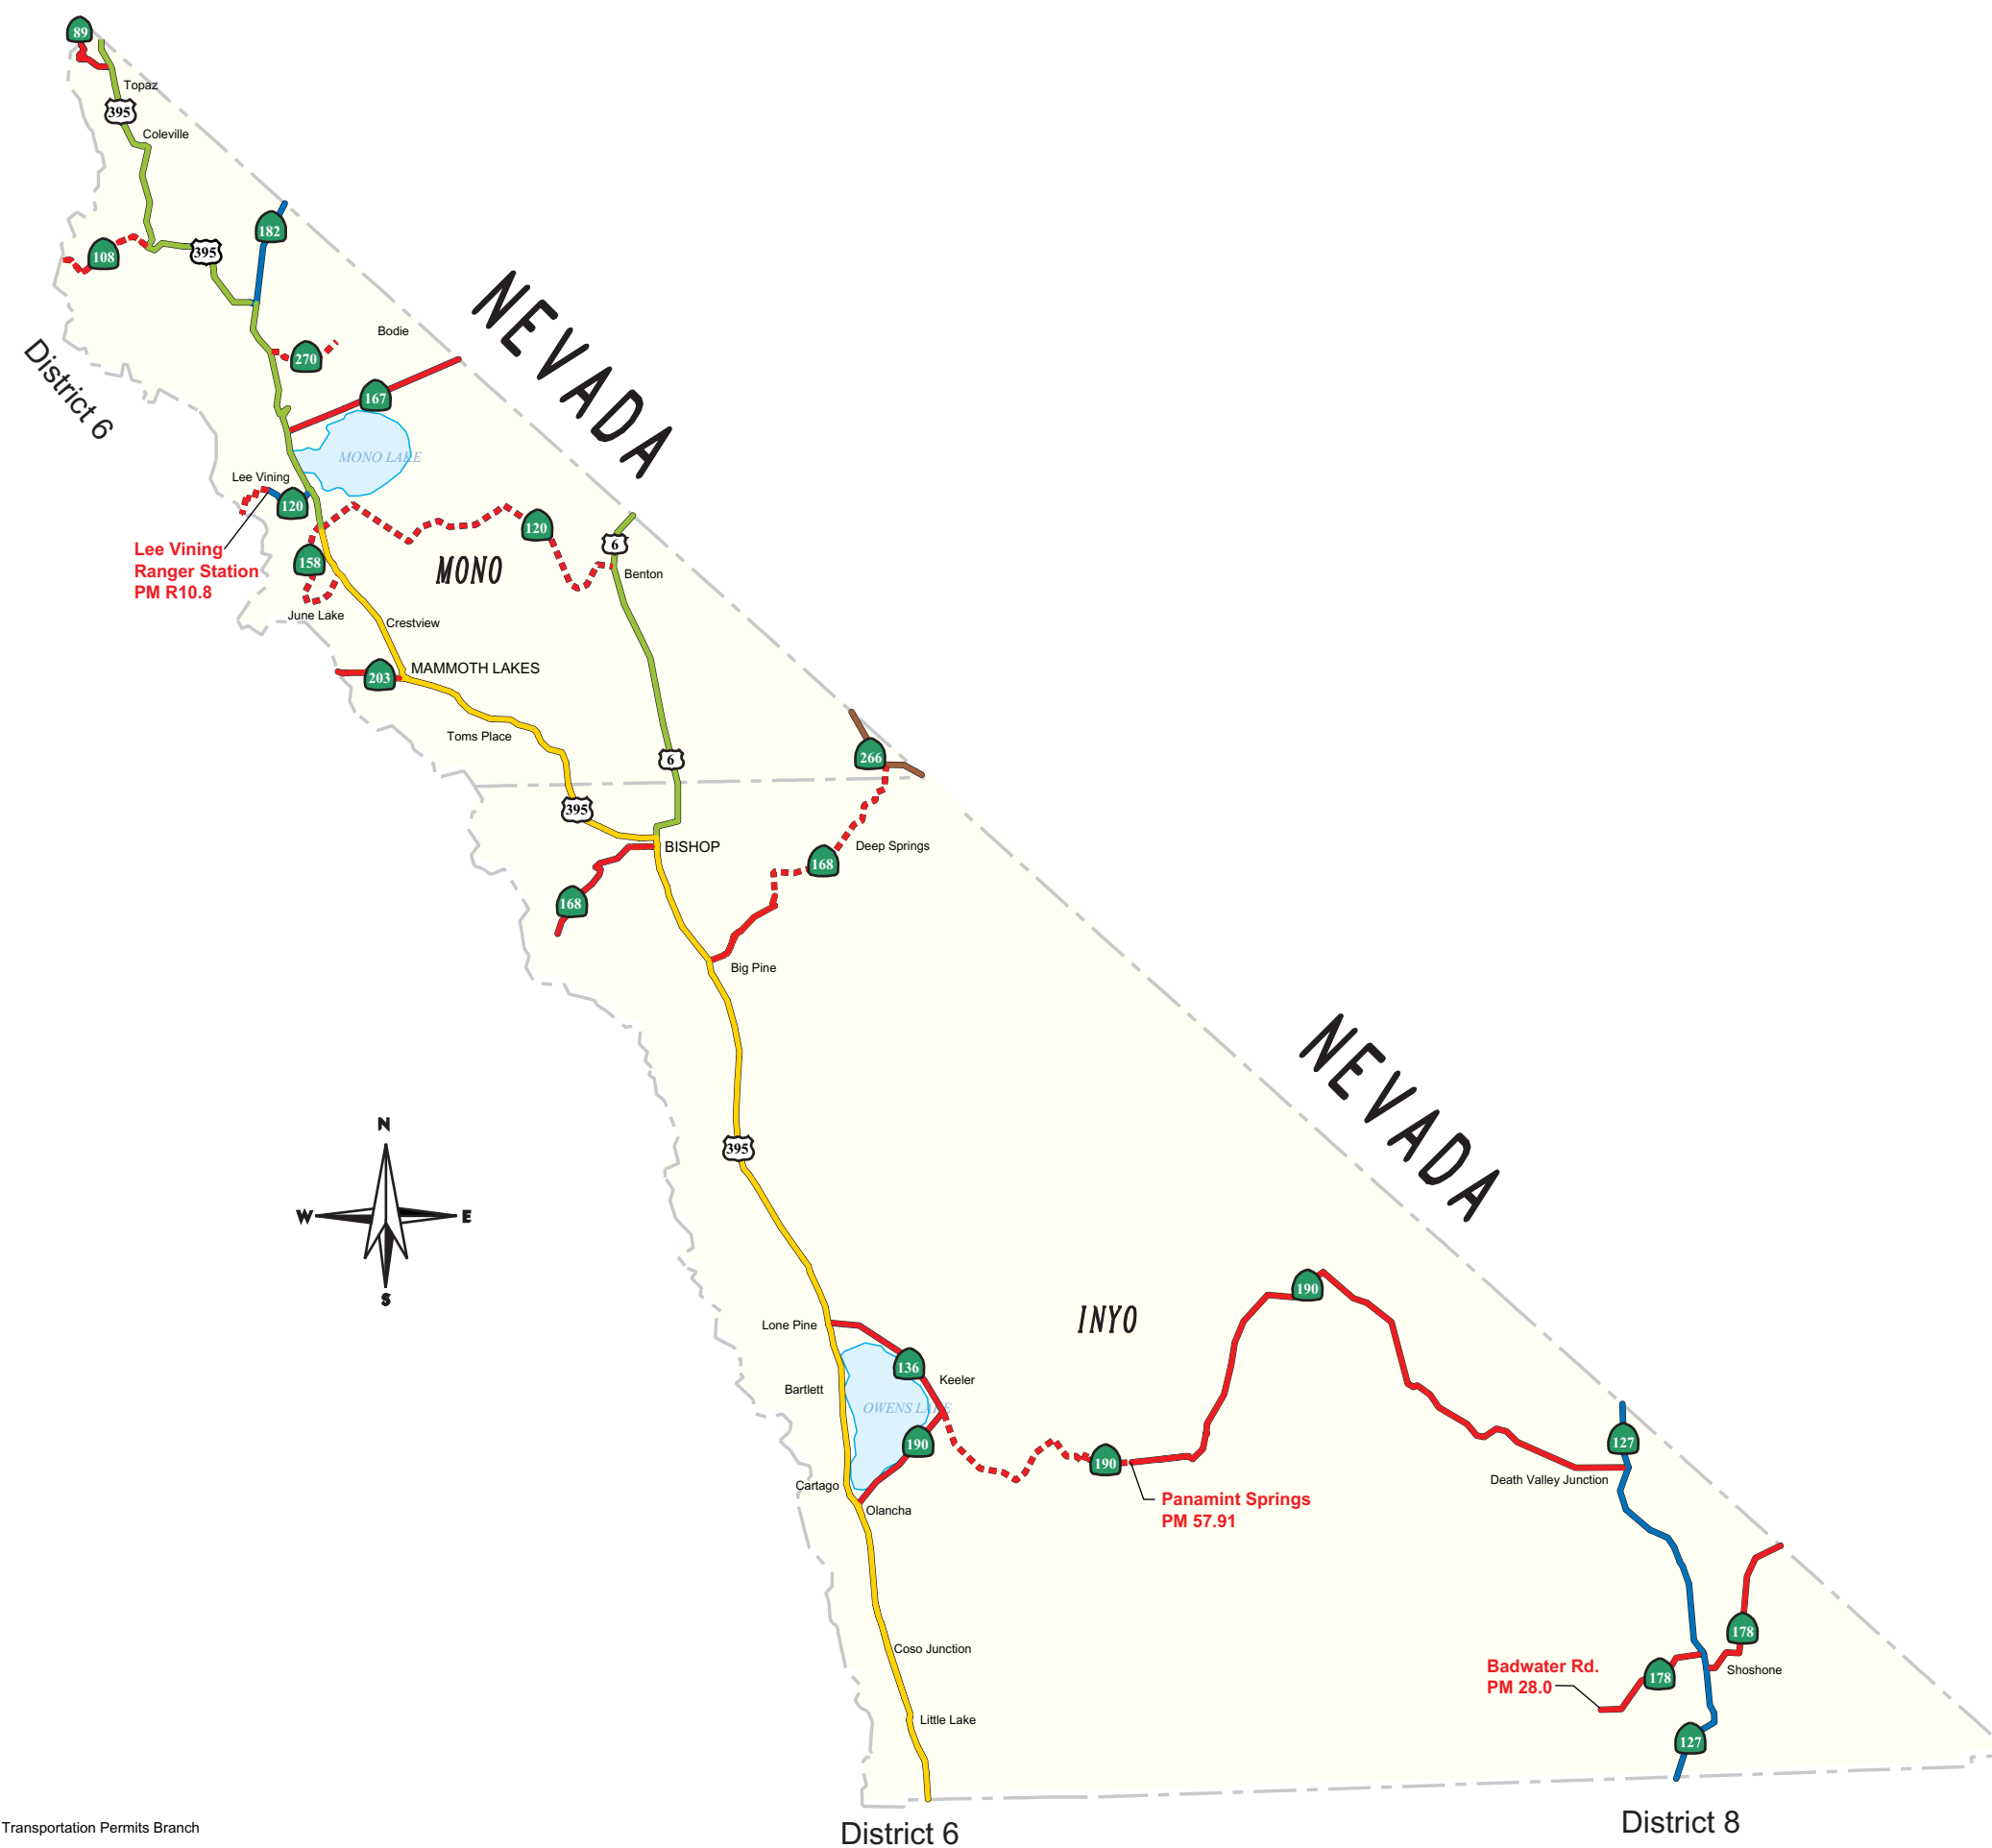 89
Topaz
395
Coleville
182
108
395
NEVADA
Bodie
270
District 6
167
MONO LAKE
Lee Vining
120
120
6
Lee Vining
Ranger Station
PM R10.8
158
MONO
Benton
June Lake
Crestview
MAMMOTH LAKES
203
Toms Place
266
6
395
BISHOP
Deep Springs
168
168
Big Pine
NEVADA
N
395
W
E
S
190
INYO
Lone Pine
136
Keeler
Bartlett
OWENS LAKE
190
127
190
Death Valley Junction
Cartago
Panamint Springs
PM 57.91
Olancha
178
Coso Junction
Badwater Rd.
PM 28.0
178
Shoshone
Little Lake
127
Transportation Permits Branch
District 6
District 8